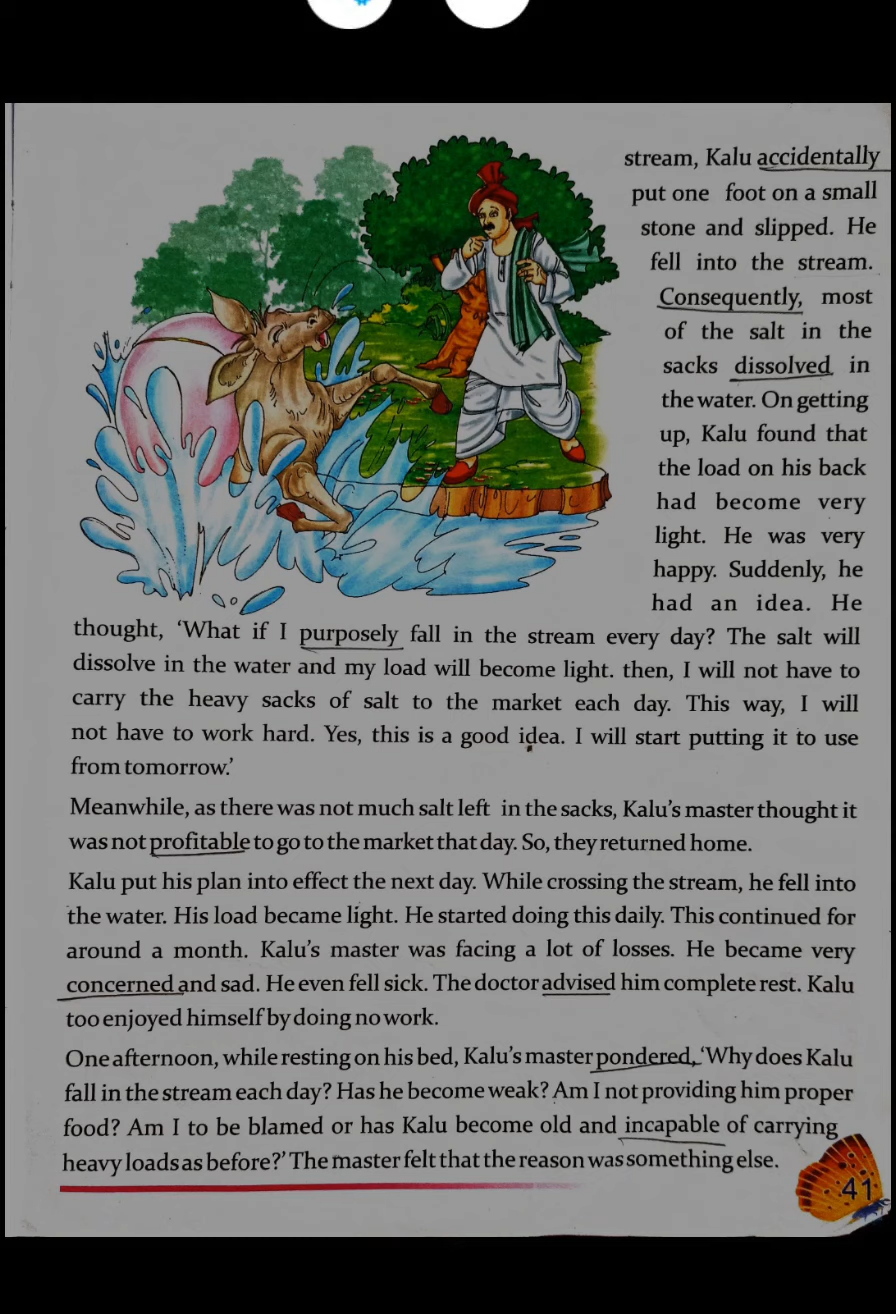 stream, Kalu accidentally
put one foot on a small
stone and slipped. He
fell into the stream.
Consequently, most
of the salt in the
sacks dissolved in
the water. On getting
up, Kalu found that
the load on his back
had become very
light. He was very
happy. Suddenly, he
had an idea. He
thought, ‘What if I purposely fall in the stream every day? The salt will
dissolve in the water and my load will become light. then, I will not have to
carry the heavy sacks of salt to the market each day. This way, I will
not have to work hard. Yes, this is a good idea. I will start putting it to use
from tomorrow.’
Meanwhile, as there was not much salt left in the sacks, Kalu’s master thought it
was not profitable to go to the market that day. So, they returned home.
Kalu put his plan into effect the next day. While crossing the stream, he fell into
the water. His load became light. He started doing this daily. This continued for
around a month. Kalu’s master was facing a lot of losses. He became very
concerned and sad. He even fell sick. The doctor advised him complete rest. Kalu
too enjoyed himself by doing no work.
One afternoon, while resting on his bed, Kalu’s master pondered, ‘Why does Kalu
fall in the stream each day? Has he become weak? Am I not providing him proper
food? Am I to be blamed or has Kalu become old and incapable of carrying
heavy loads as before?’ The master felt that the reason was something else.
41